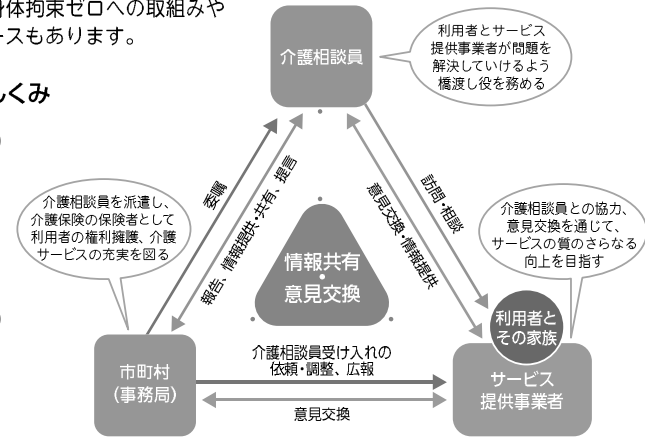 体拘束ゼロへの取組みや
ースもあります。
くみ
介護相談員
利用者とサービス
提供事業者が問題を
解決していけるよう
橋渡し役を務める
委嘱
報告、情報提供・共有、提言
意見交換・情報提供
訪問・相談
介護相談員を派遣し、
介護保険の保険者として
利用者の権利擁護、介護
サービスの充実を図る
介護相談員との協力、
意見交換を通じて、
サービスの質のさらなる
向上を目指す
情報共有
・
意見交換
利用者と
その家族
市町村
(事務局)
介護相談員受け入れの
依頼・調整、広報
意見交換
サービス
提供事業者